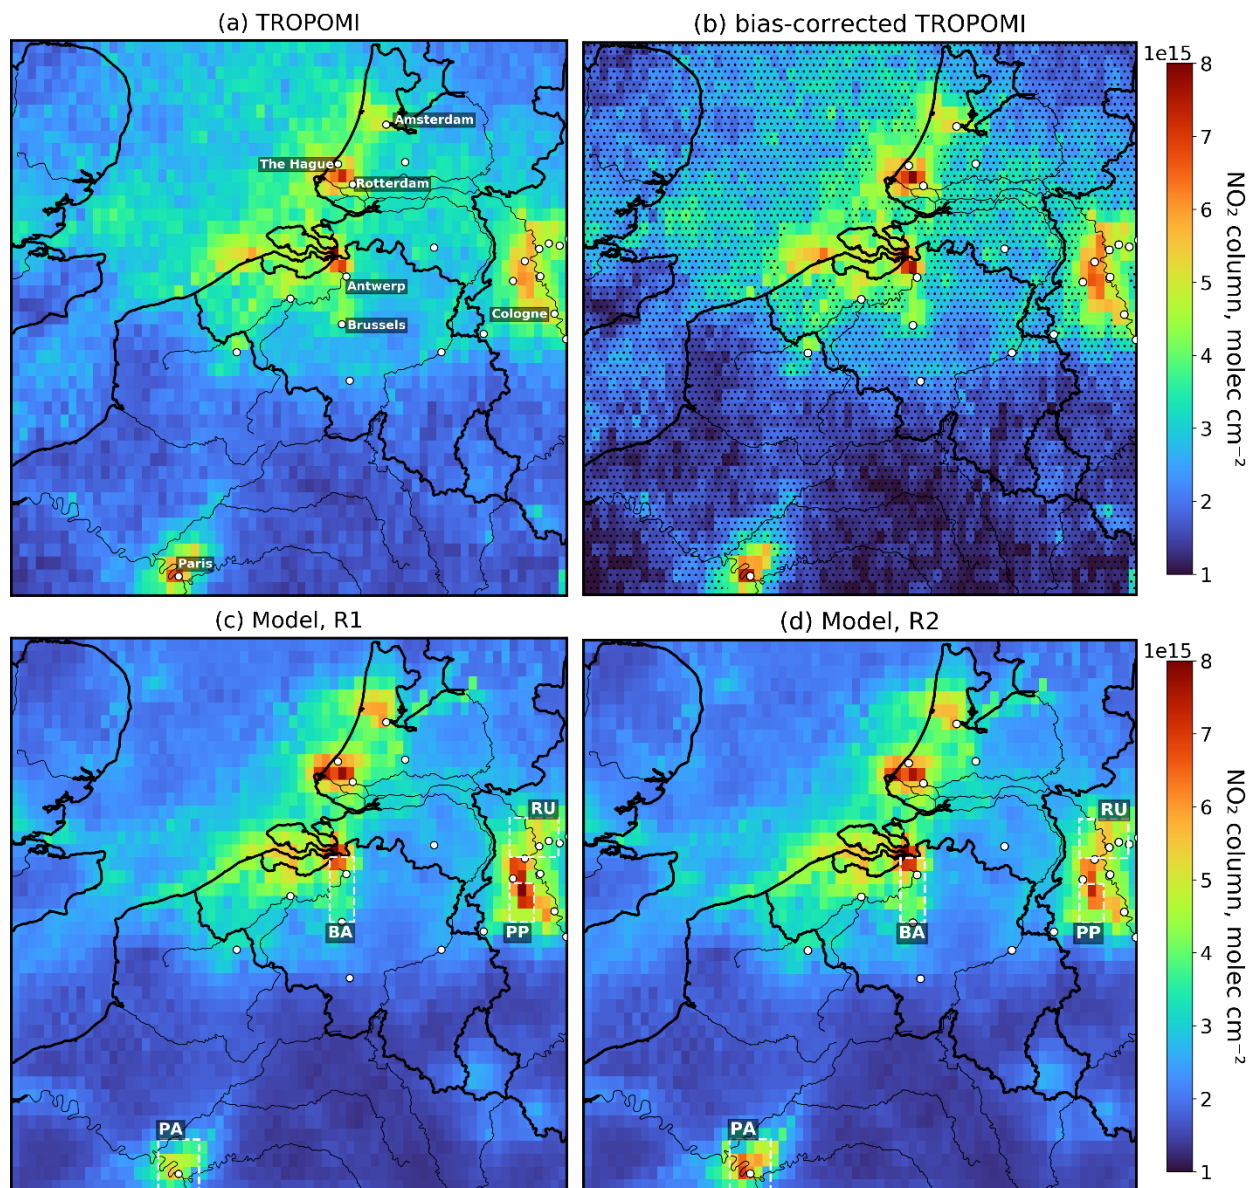 (a) TROPOMI
(b) bias-corrected TROPOMI
Amsterdam
The Hague
Rotterdam
Antwerp
Brussels
Cologne
Paris
1e15
8
7
6
5
4
3
2
1
NO₂ column, molec cm⁻²
(c) Model, R1
(d) Model, R2
RU
PP
BA
PA
RU
PP
BA
PA
1e15
8
7
6
5
4
3
2
1
NO₂ column, molec cm⁻²